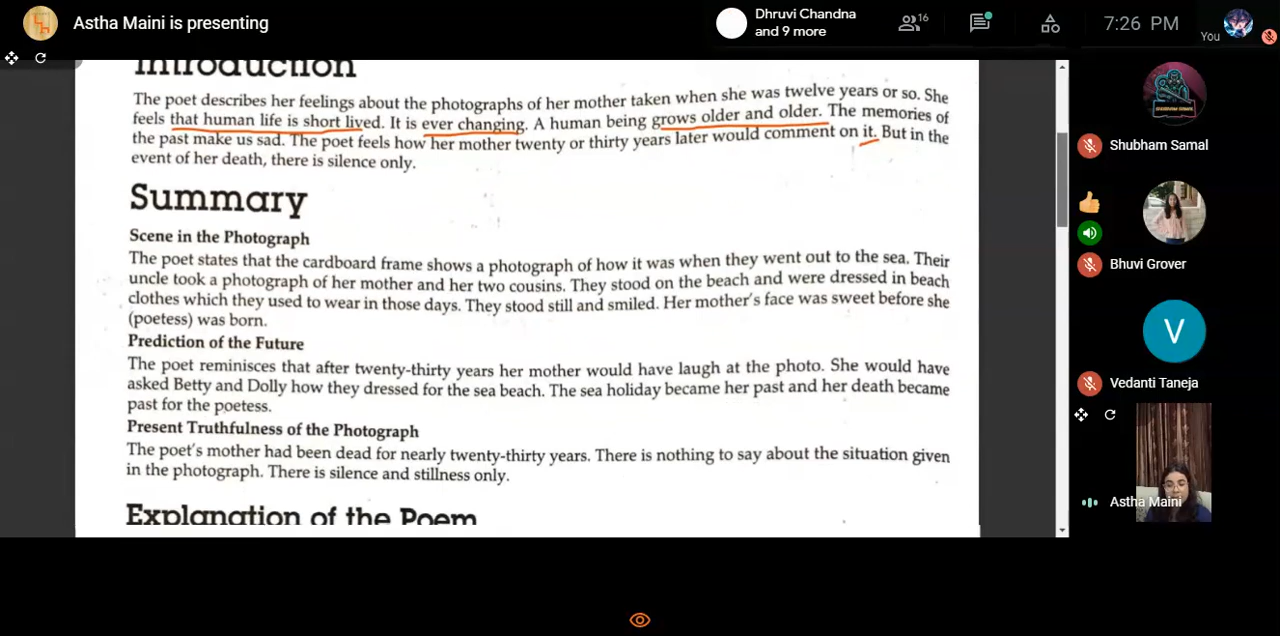 Astha Maini is presenting
Dhruvi Chandna
and 9 more
16
7:26 PM
You
Introduction
The poet describes her feelings about the photographs of her mother taken when she was twelve years or so. She
feels that human life is short lived. It is ever changing. A human being grows older and older. The memories of
the past make us sad. The poet feels how her mother twenty or thirty years later would comment on it. But in the
event of her death, there is silence only.
Summary
Scene in the Photograph
The poet states that the cardboard frame shows a photograph of how it was when they went out to the sea. Their
uncle took a photograph of her mother and her two cousins. They stood on the beach and were dressed in beach
clothes which they used to wear in those days. They stood still and smiled. Her mother's face was sweet before she
(poetess) was born.
Prediction of the Future
The poet reminisces that after twenty-thirty years her mother would have laugh at the photo. She would have
asked Betty and Dolly how they dressed for the sea beach. The sea holiday became her past and her death became
past for the poetess.
Present Truthfulness of the Photograph
The poet's mother had been dead for nearly twenty-thirty years. There is nothing to say about the situation given
in the photograph. There is silence and stillness only.
Explanation of the Poem
Shubham Samal
Bhuvi Grover
V
Vedanti Taneja
Astha Maini